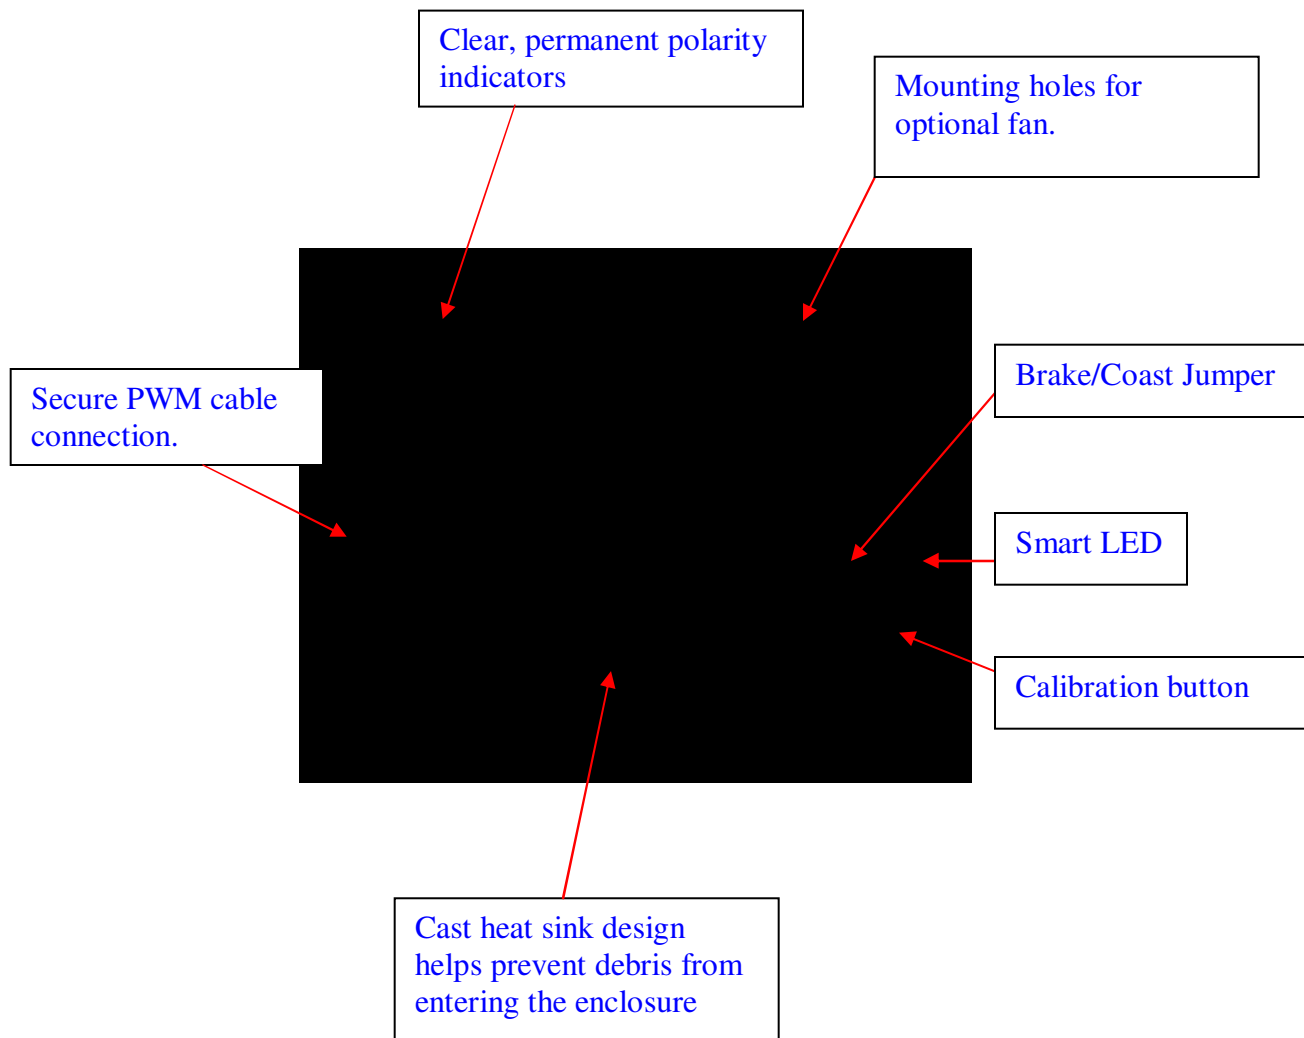 Clear, permanent polarity
indicators
Mounting holes for
optional fan.
Secure PWM cable
connection.
Brake/Coast Jumper
Smart LED
Calibration button
Cast heat sink design
helps prevent debris from
entering the enclosure